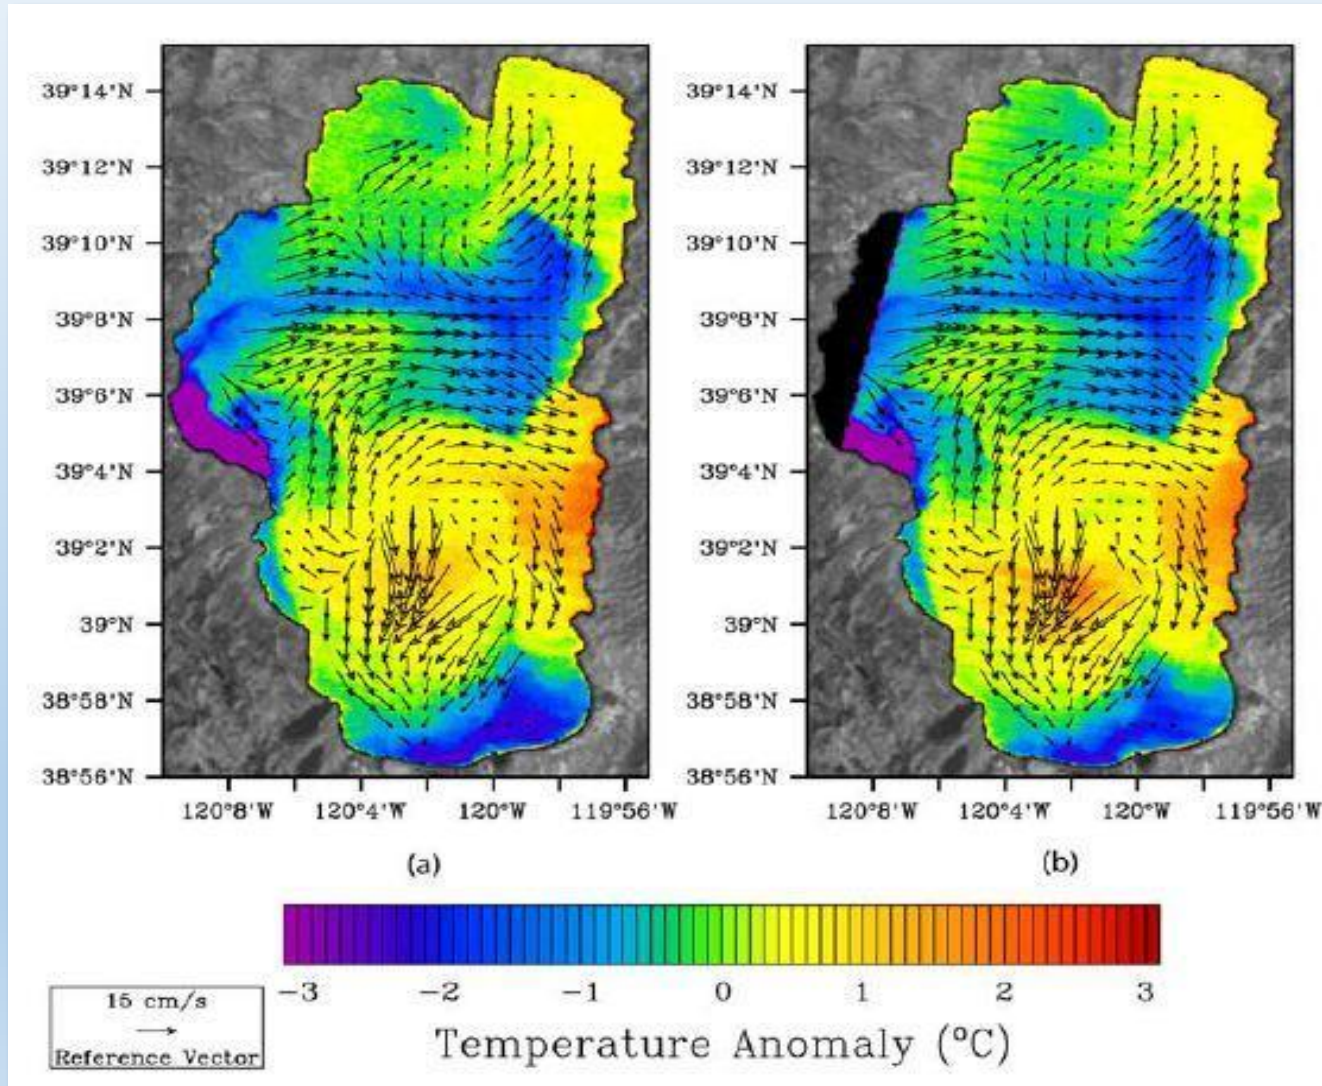 39°14'N
39°12'N
39°10'N
39°8'N
39°6'N
39°4'N
39°2'N
39°N
38°58'N
38°56'N
120°8'W 120°4'W 120°W 119°56'W
(a)
39°14'N
39°12'N
39°10'N
39°8'N
39°6'N
39°4'N
39°2'N
39°N
38°58'N
38°56'N
120°8'W 120°4'W 120°W 119°56'W
(b)
−3 −2 −1 0 1 2 3
Temperature Anomaly (°C)
15 cm/s
Reference Vector